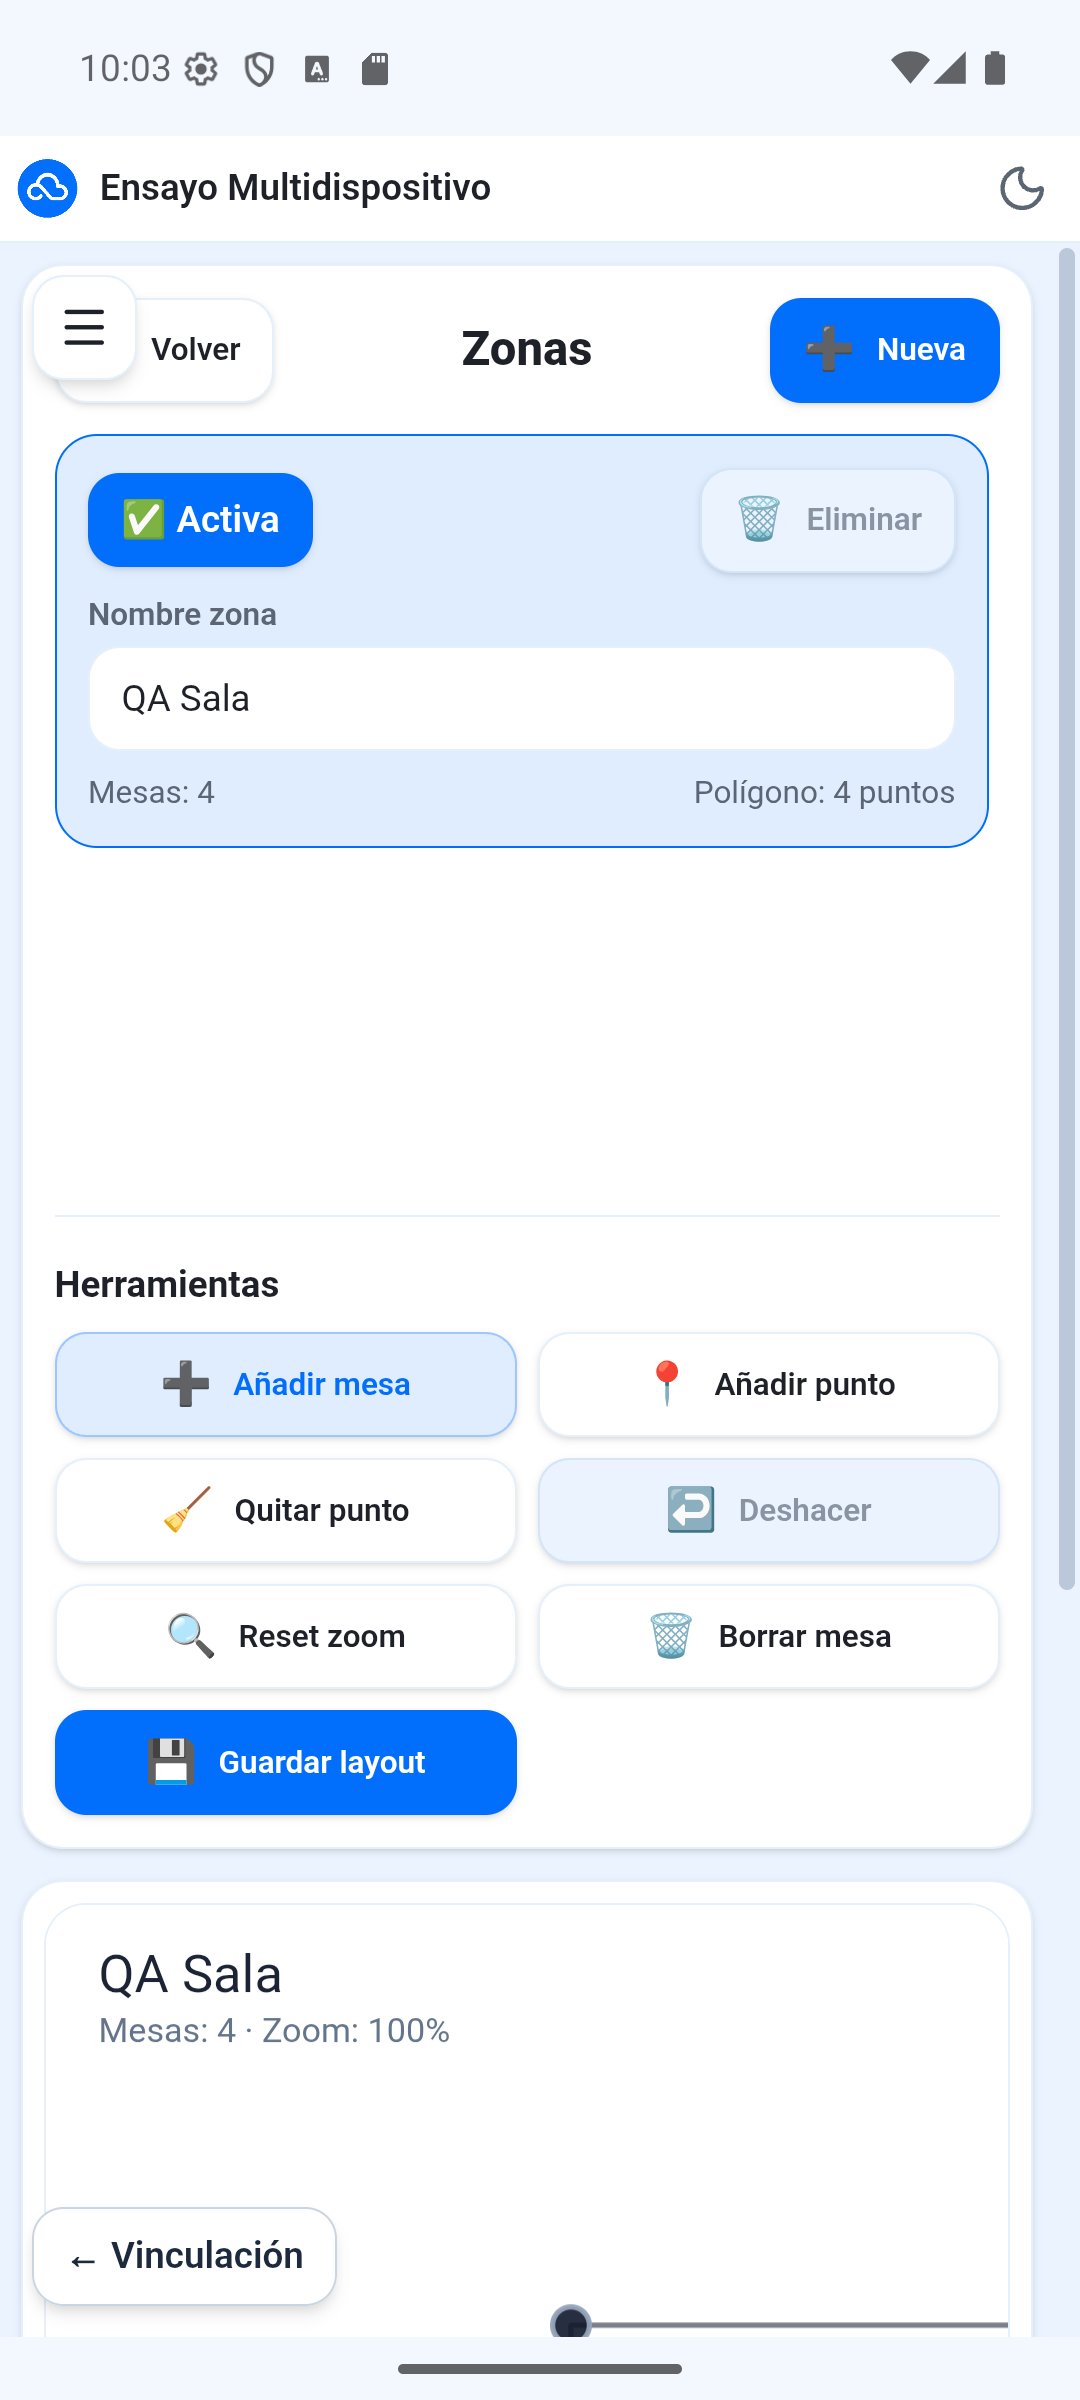 10:03
Ensayo Multidispositivo
Volver
Zonas
➕ Nueva
✅ Activa
🗑️ Eliminar
Nombre zona
QA Sala
Mesas: 4
Polígono: 4 puntos
Herramientas
➕ Añadir mesa
📍 Añadir punto
🧹 Quitar punto
↩️ Deshacer
🔍 Reset zoom
🗑️ Borrar mesa
💾 Guardar layout
QA Sala
Mesas: 4 · Zoom: 100%
← Vinculación